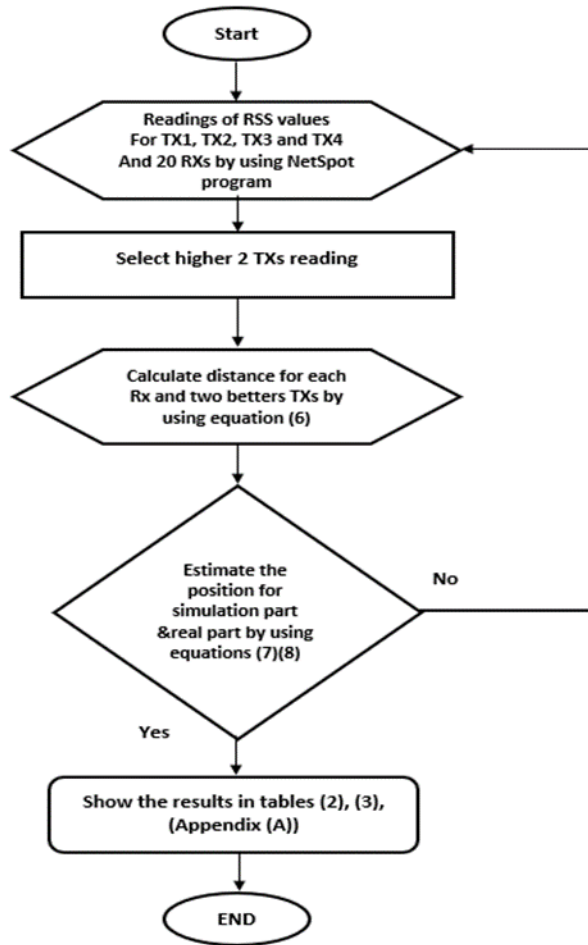 Start
Readings of RSS values
For TX1, TX2, TX3 and TX4
And 20 RXs by using NetSpot
program
Select higher 2 TXs reading
Calculate distance for each
Rx and two betters TXs by
using equation (6)
Estimate the
position for
simulation part
&real part by using
equations (7)(8)
No
Yes
Show the results in tables (2), (3),
(Appendix (A))
END